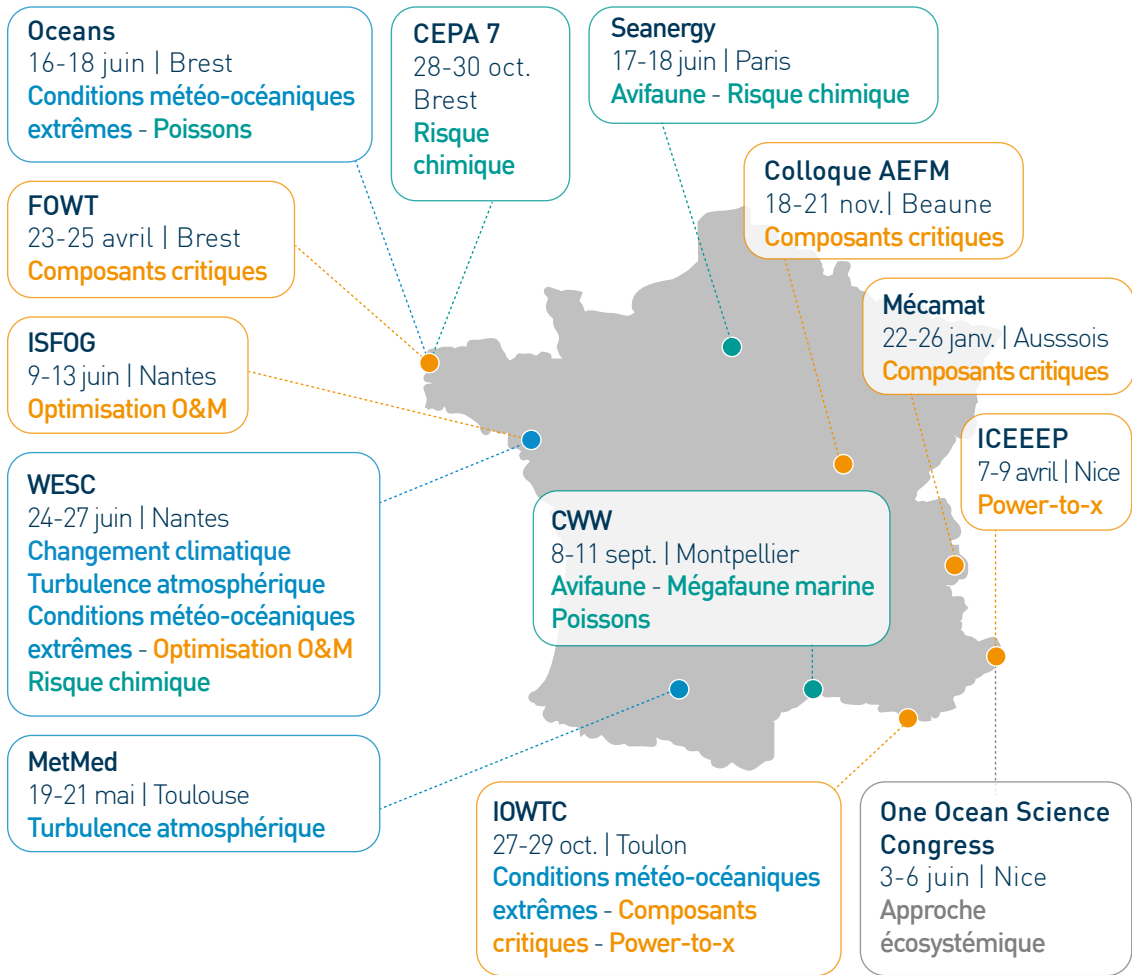 Oceans
16-18 juin | Brest
Conditions météo-océaniques
extrêmes - Poissons
CEPA 7
28-30 oct.
Brest
Risque
chimique
Seanergy
17-18 juin | Paris
Avifaune - Risque chimique
Colloque AEFM
18-21 nov. | Beaune
Composants critiques
FOWT
23-25 avril | Brest
Composants critiques
Mécamat
22-26 janv. | Ausssois
Composants critiques
ISFOG
9-13 juin | Nantes
Optimisation O&M
ICEEEP
7-9 avril | Nice
Power-to-x
WESC
24-27 juin | Nantes
Changement climatique
Turbulence atmosphérique
Conditions météo-océaniques
extrêmes - Optimisation O&M
Risque chimique
CWW
8-11 sept. | Montpellier
Avifaune - Mégafaune marine
Poissons
MetMed
19-21 mai | Toulouse
Turbulence atmosphérique
IOWTC
27-29 oct. | Toulon
Conditions météo-océaniques
extrêmes - Composants
critiques - Power-to-x
One Ocean Science
Congress
3-6 juin | Nice
Approche
écosystémique